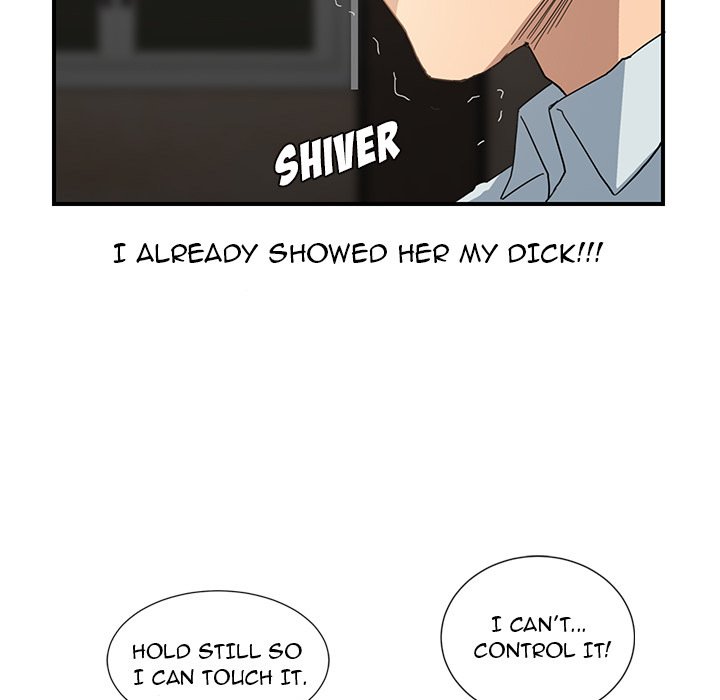 SHIVER
I ALREADY SHOWED HER MY DICK!!!
I CAN'T...
CONTROL IT!
HOLD STILL SO
I CAN TOUCH IT.